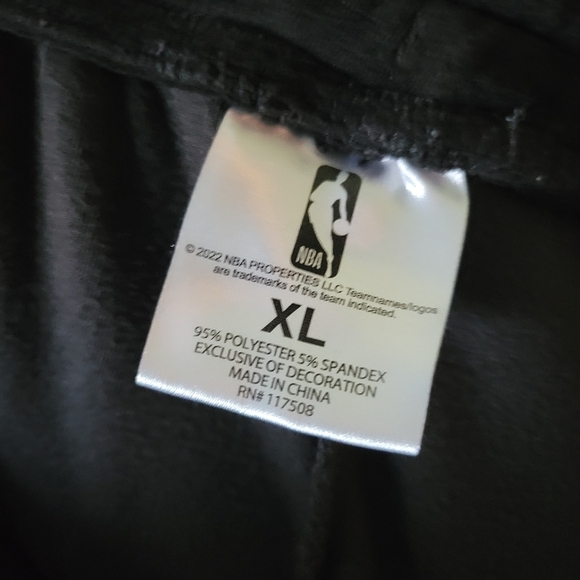 NBA
© 2022 NBA PROPERTIES LLC Teamnames/logos
are trademarks of the team indicated.
XL
95% POLYESTER 5% SPANDEX
EXCLUSIVE OF DECORATION
MADE IN CHINA
RN# 117508